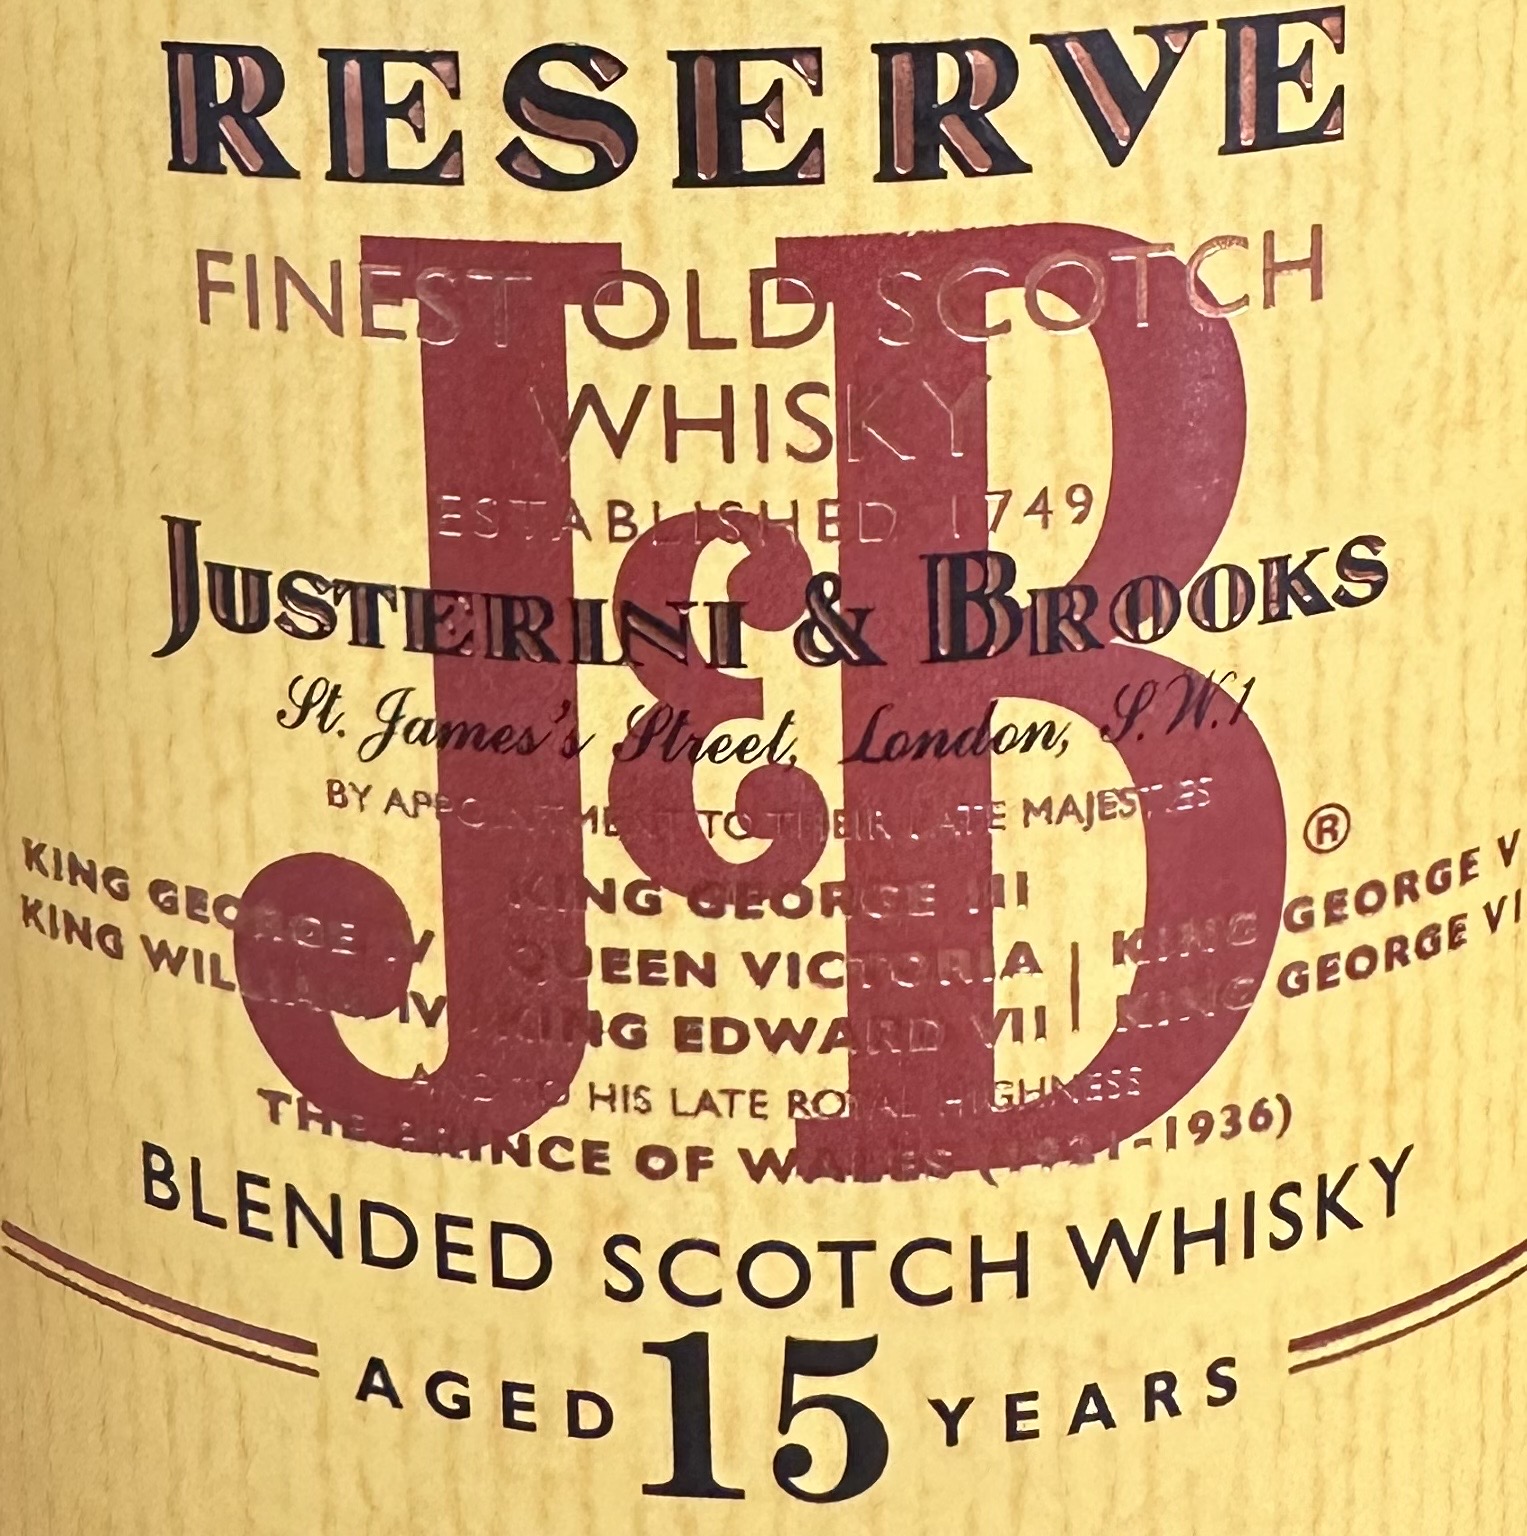 RESERVE
J&B
FINEST OLD SCOTCH
WHISKY
ESTABLISHED 1749
JUSTERINI & BROOKS
St. James's Street, London, S.W.1
BY APPOINTMENT TO THEIR LATE MAJESTIES
®
KING GEORGE IV KING GEORGE III KING GEORGE V
KING WILLIAM IV QUEEN VICTORIA | KING GEORGE VI
KING EDWARD VII
AND TO HIS LATE ROYAL HIGHNESS
THE PRINCE OF WALES (1921-1936)
BLENDED SCOTCH WHISKY
AGED 15 YEARS